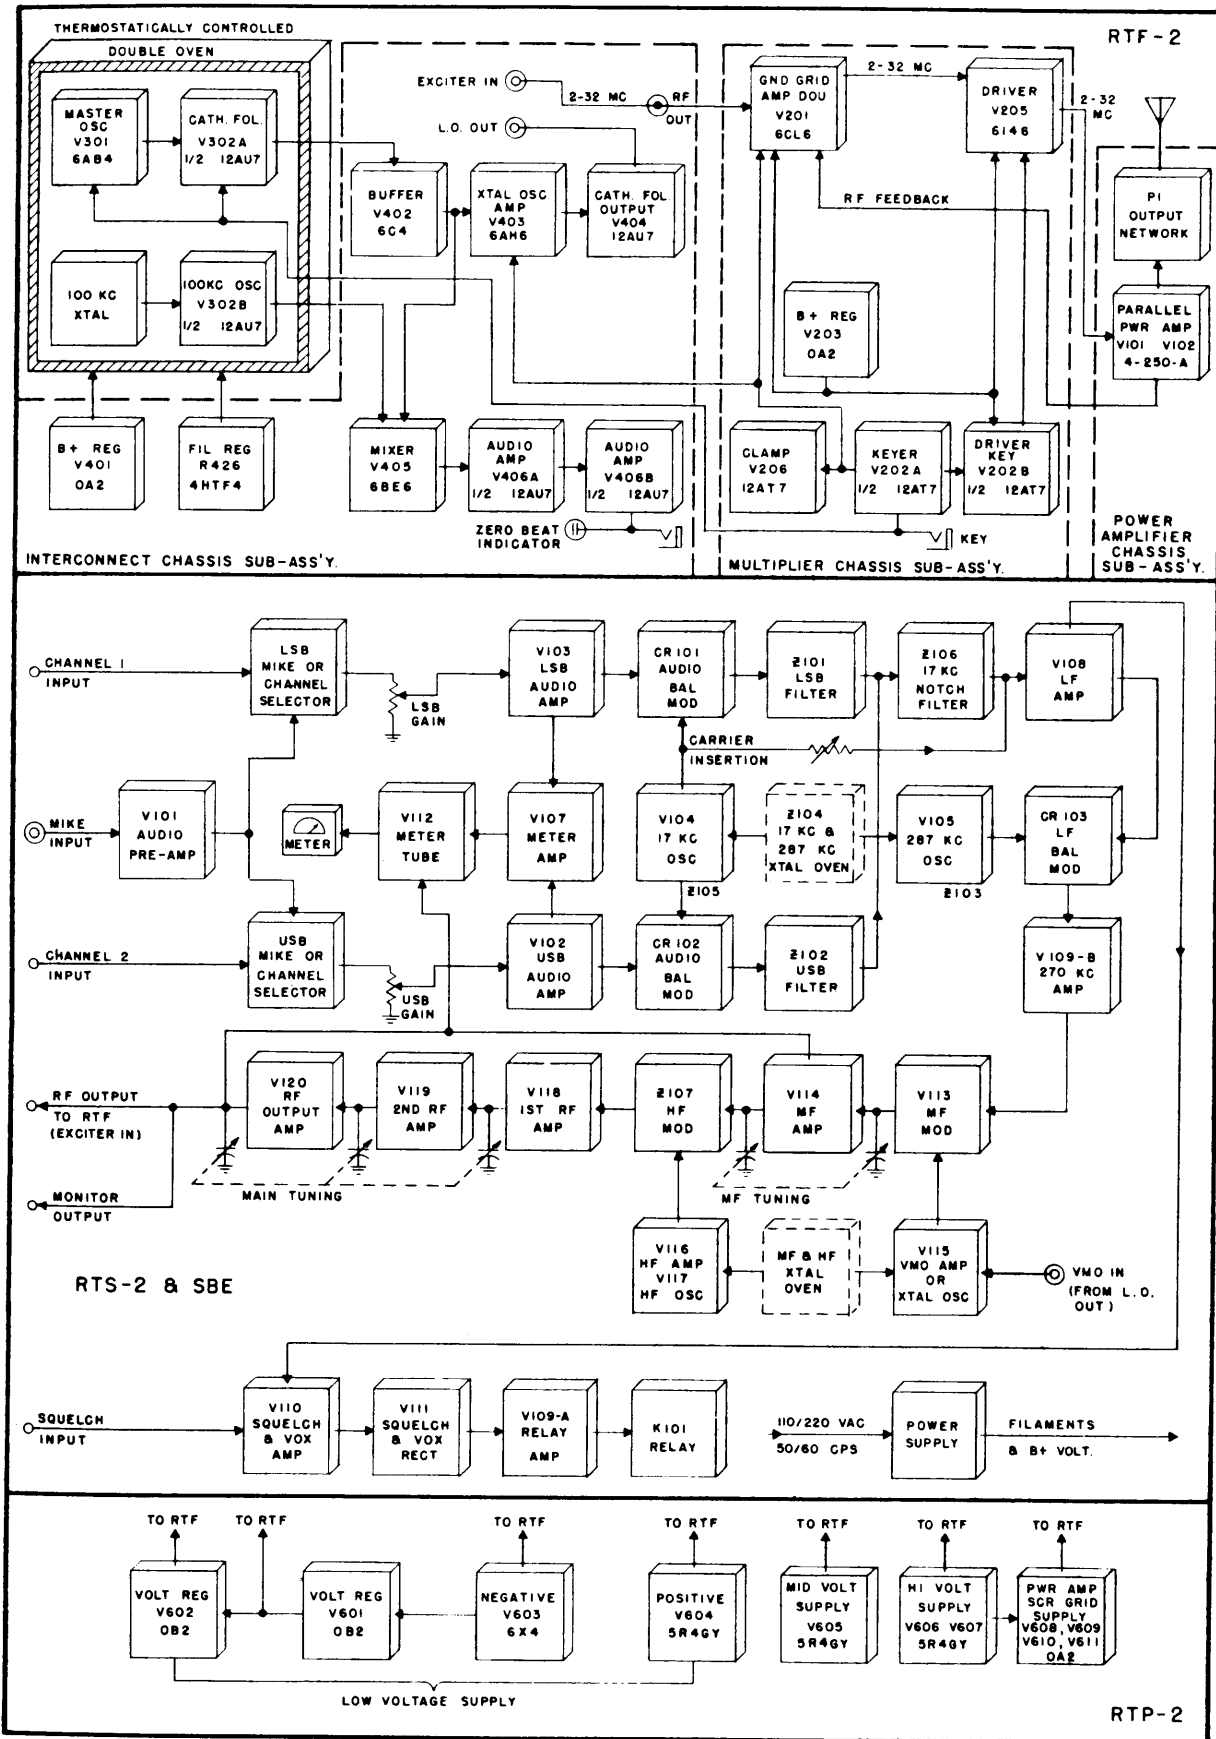 THERMOSTATICALLY CONTROLLED
DOUBLE OVEN
RTF-2
MASTER
OSC
V301
6AB4
CATH. FOL.
V302A
1/2 12AU7
100 KC
XTAL
100KC OSC
V302B
1/2 12AU7
EXCITER IN
2-32 MC
RF
OUT
L.O. OUT
BUFFER
V402
6C4
XTAL OSC
AMP
V403
6AH6
CATH. FOL.
OUTPUT
V404
12AU7
GND GRID
AMP DOU
V201
6CL6
2-32 MC
DRIVER
V205
6146
2-32
MC
RF FEEDBACK
PI
OUTPUT
NETWORK
B+ REG
V203
OA2
PARALLEL
PWR AMP
V101 V102
4-250-A
B+ REG
V401
OA2
FIL REG
R426
4HTF4
MIXER
V405
6BE6
AUDIO
AMP
V406A
1/2 12AU7
AUDIO
AMP
V406B
1/2 12AU7
CLAMP
V206
12AT7
KEYER
V202A
1/2 12AT7
DRIVER
KEY
V202B
1/2 12AT7
ZERO BEAT
INDICATOR
KEY
POWER
AMPLIFIER
CHASSIS
SUB-ASS'Y.
INTERCONNECT CHASSIS SUB-ASS'Y.
MULTIPLIER CHASSIS SUB-ASS'Y.
CHANNEL 1
INPUT
LSB
MIKE OR
CHANNEL
SELECTOR
LSB
GAIN
V103
LSB
AUDIO
AMP
CR101
AUDIO
BAL
MOD
Z101
LSB
FILTER
Z106
17 KC
NOTCH
FILTER
V108
LF
AMP
CARRIER
INSERTION
MIKE
INPUT
V101
AUDIO
PRE-AMP
METER
V112
METER
TUBE
V107
METER
AMP
V104
17 KC
OSC
Z105
Z104
17 KC &
287 KC
XTAL OVEN
V105
287 KC
OSC
Z103
CR103
LF
BAL
MOD
CHANNEL 2
INPUT
USB
MIKE OR
CHANNEL
SELECTOR
USB
GAIN
V102
USB
AUDIO
AMP
CR102
AUDIO
BAL
MOD
Z102
USB
FILTER
V109-B
270 KC
AMP
RF OUTPUT
TO RTF
(EXCITER IN)
V120
RF
OUTPUT
AMP
V119
2ND RF
AMP
V118
1ST RF
AMP
Z107
HF
MOD
V114
MF
AMP
V113
MF
MOD
MAIN TUNING
MF TUNING
MONITOR
OUTPUT
RTS-2 & SBE
V116
HF AMP
V117
HF OSC
MF & HF
XTAL
OVEN
V115
VMO AMP
OR
XTAL OSC
VMO IN
(FROM L.O.
OUT)
SQUELCH
INPUT
V110
SQUELCH
& VOX
AMP
V111
SQUELCH
& VOX
RECT
V109-A
RELAY
AMP
K101
RELAY
110/220 VAC
50/60 CPS
POWER
SUPPLY
FILAMENTS
& B+ VOLT.
TO RTF
TO RTF
TO RTF
TO RTF
TO RTF
TO RTF
TO RTF
VOLT REG
V602
OB2
VOLT REG
V601
OB2
NEGATIVE
V603
6X4
POSITIVE
V604
5R4GY
MID VOLT
SUPPLY
V605
5R4GY
HI VOLT
SUPPLY
V606 V607
5R4GY
PWR AMP
SCR GRID
SUPPLY
V608, V609
V610, V611
OA2
LOW VOLTAGE SUPPLY
RTP-2